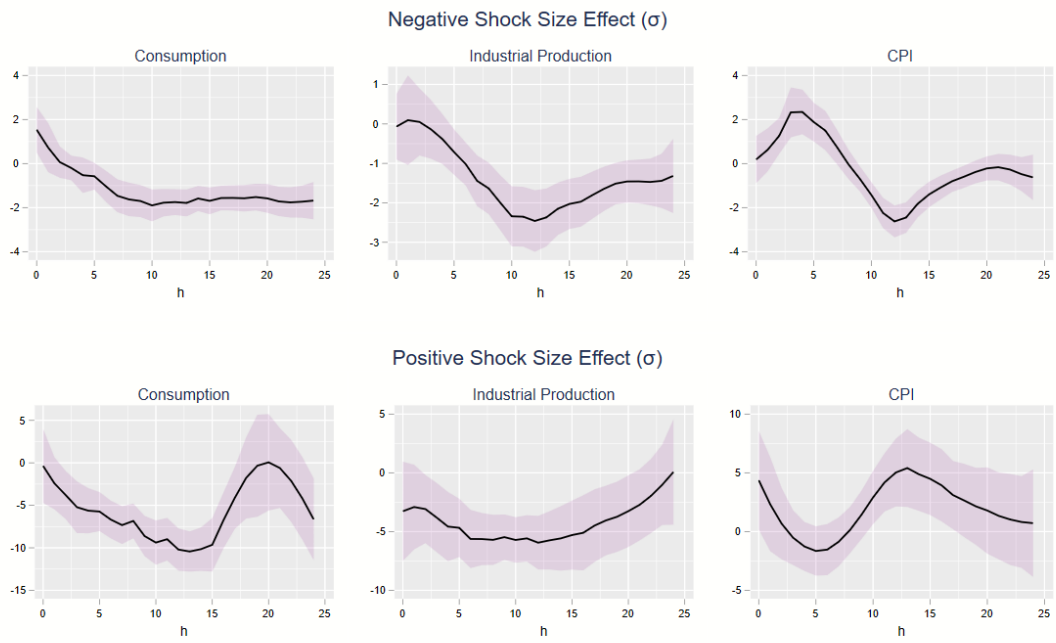 Negative Shock Size Effect (σ)
Consumption
Industrial Production
CPI
4
2
0
-2
-4
0 5 10 15 20 25
h
1
0
-1
-2
-3
0 5 10 15 20 25
h
4
2
0
-2
-4
0 5 10 15 20 25
h
Positive Shock Size Effect (σ)
Consumption
Industrial Production
CPI
5
0
-5
-10
-15
0 5 10 15 20 25
h
5
0
-5
-10
0 5 10 15 20 25
h
10
5
0
-5
0 5 10 15 20 25
h